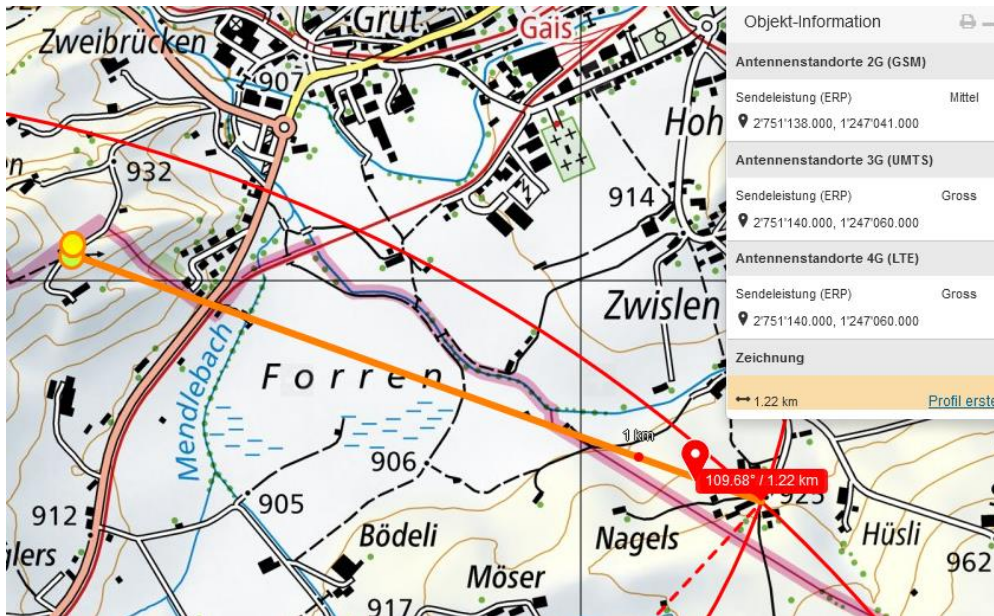 Grüt
Gais
Zweibrücken
907
Hoh
932
914
Zwislen
Mendlebach
Forren
1 km
109.68° / 1.22 km
906
905
925
912
Bödeli
Nagels
Hüsli
glers
962
Möser
917
Objekt-Information
Antennenstandorte 2G (GSM)
Sendeleistung (ERP) Mittel
2'751'138.000, 1'247'041.000
Antennenstandorte 3G (UMTS)
Sendeleistung (ERP) Gross
2'751'140.000, 1'247'060.000
Antennenstandorte 4G (LTE)
Sendeleistung (ERP) Gross
2'751'140.000, 1'247'060.000
Zeichnung
1.22 km Profil erste